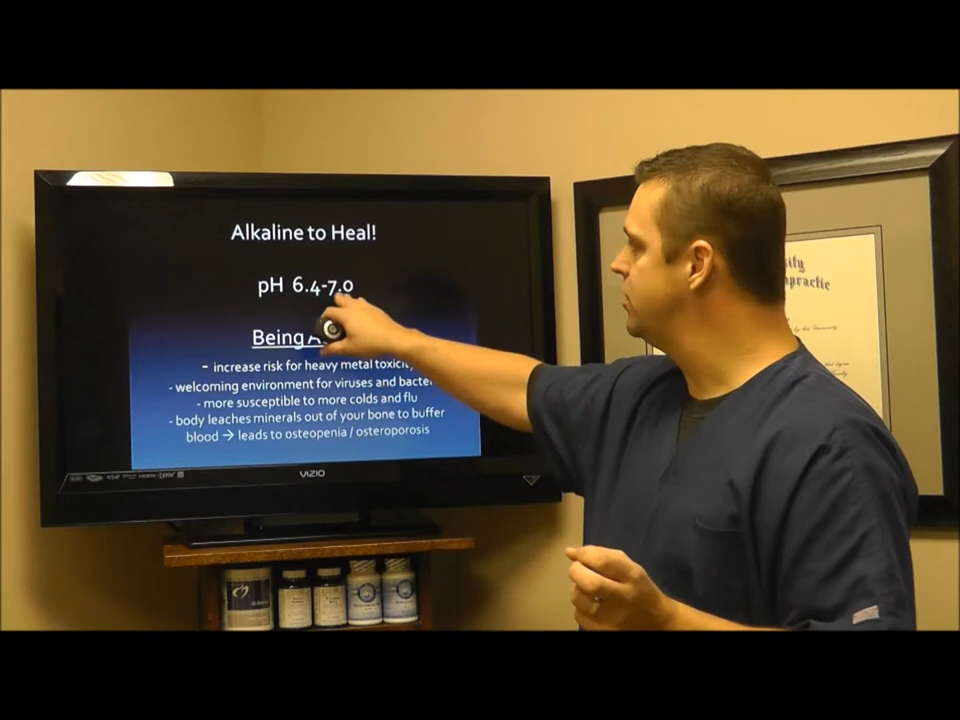 Alkaline to Heal!
pH 6.4-7.0
Being A
- increase risk for heavy metal toxicity
- welcoming environment for viruses and bacte
- more susceptible to more colds and flu
- body leaches minerals out of your bone to buffer
blood → leads to osteopenia / osteroporosis
VIZIO